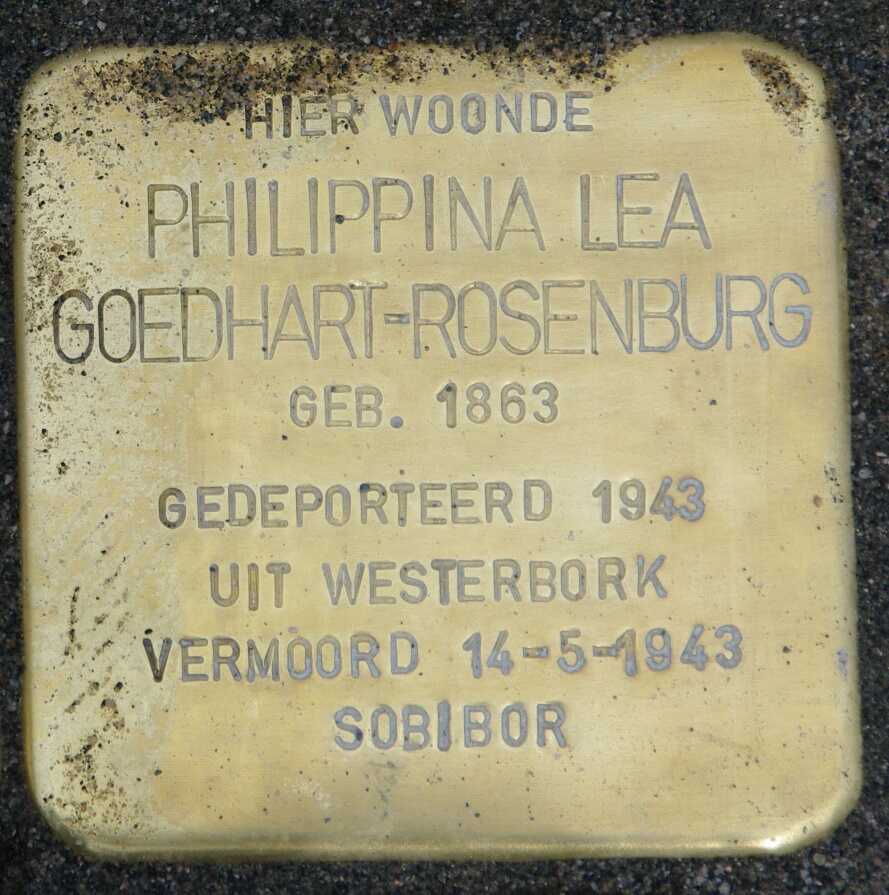 HIER WOONDE
PHILIPPINA LEA
GOEDHART-ROSENBURG
GEB. 1863
GEDEPORTEERD 1943
UIT WESTERBORK
VERMOORD 14-5-1943
SOBIBOR